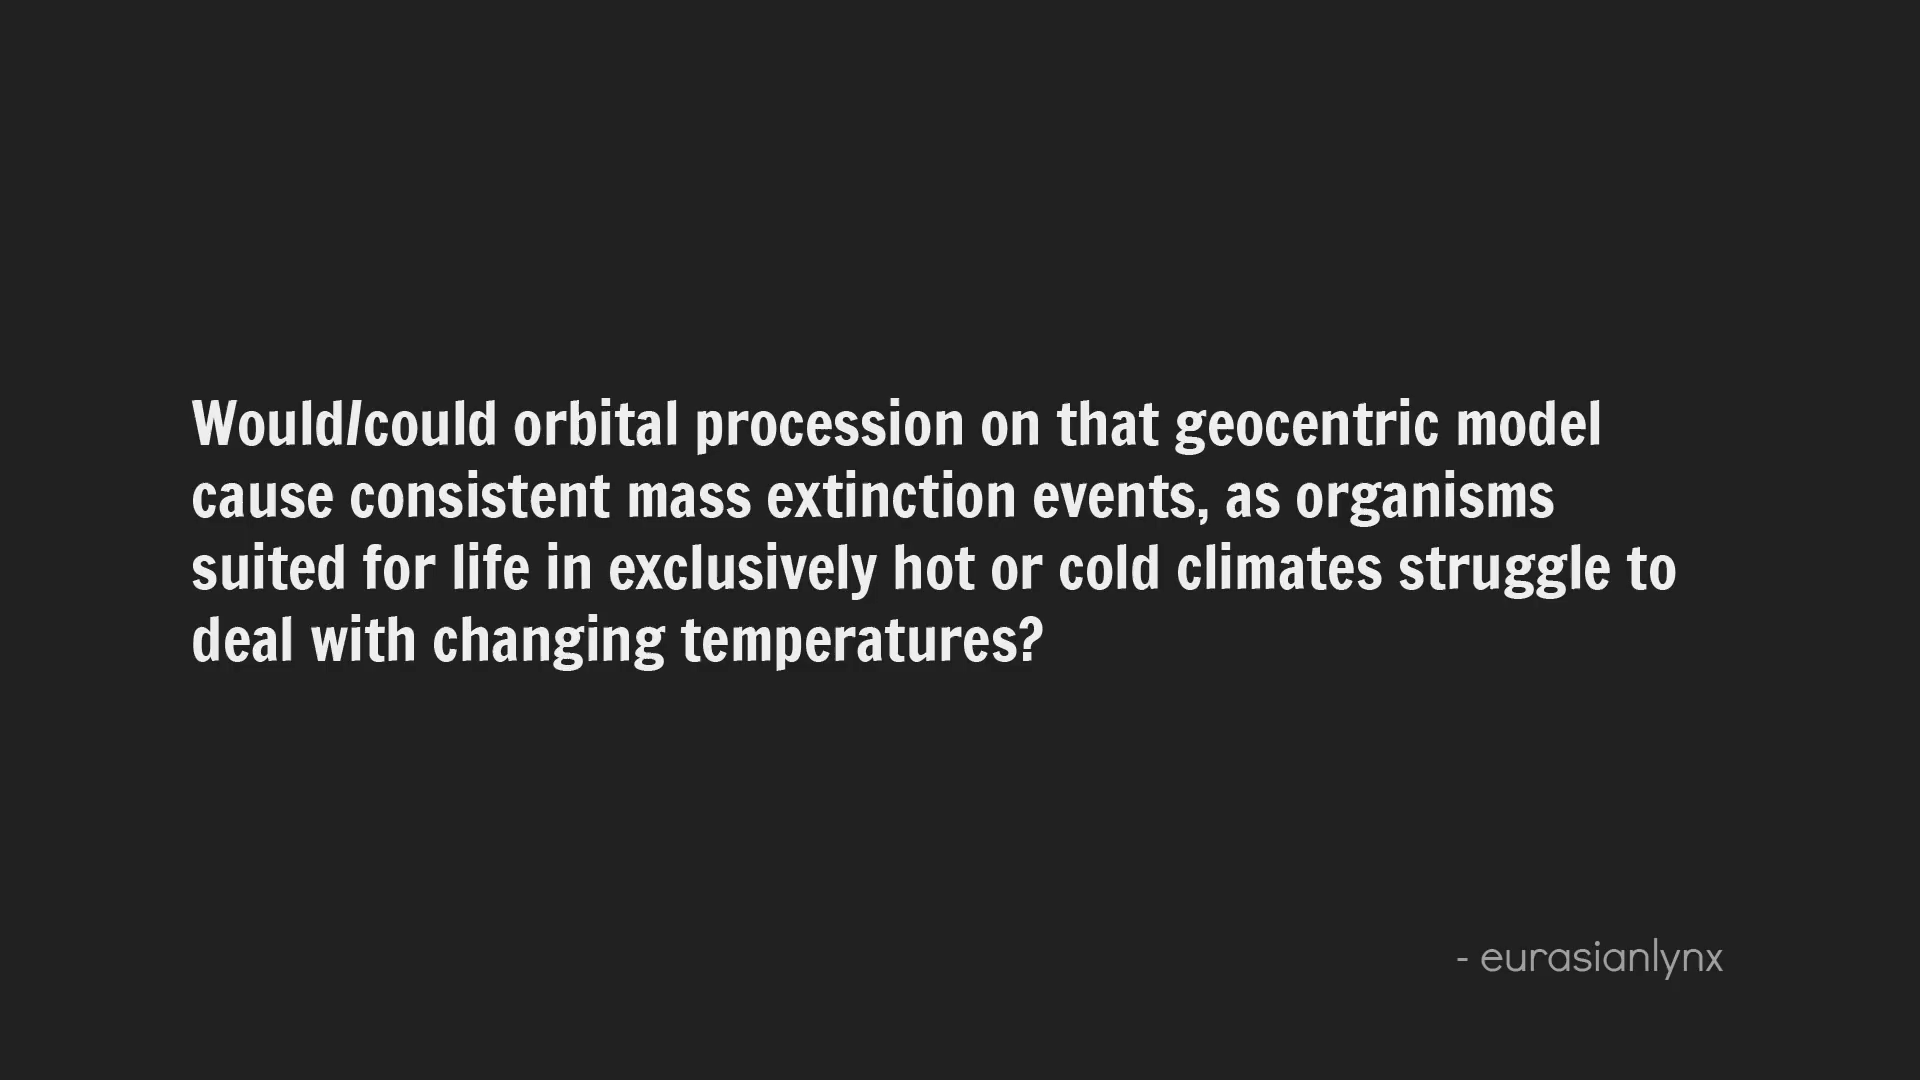 Would/could orbital procession on that geocentric model
cause consistent mass extinction events, as organisms
suited for life in exclusively hot or cold climates struggle to
deal with changing temperatures?
- eurasianlynx